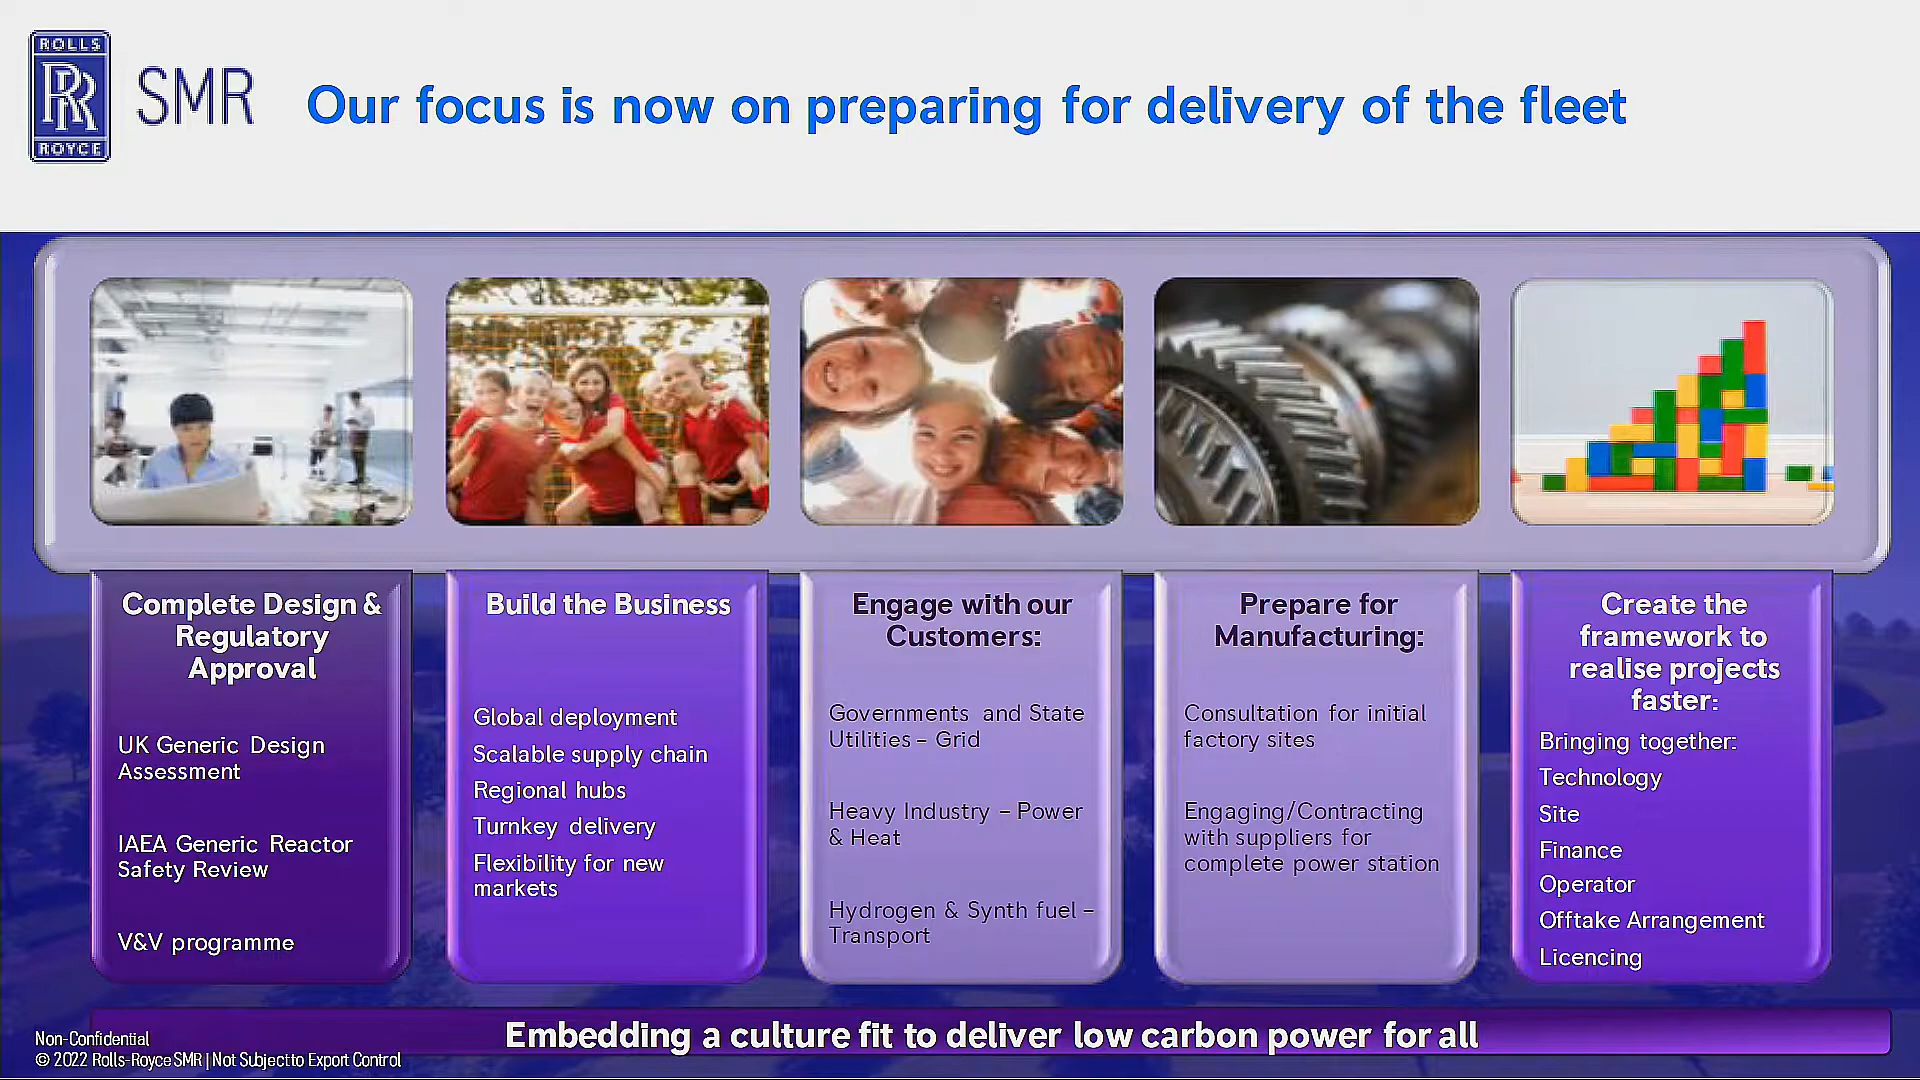 ROLLS
RR
ROYCE
SMR
Our focus is now on preparing for delivery of the fleet
Complete Design &
Regulatory
Approval
UK Generic Design
Assessment
IAEA Generic Reactor
Safety Review
V&V programme
Build the Business
Global deployment
Scalable supply chain
Regional hubs
Turnkey delivery
Flexibility for new
markets
Engage with our
Customers:
Governments and State
Utilities – Grid
Heavy Industry – Power
& Heat
Hydrogen & Synth fuel –
Transport
Prepare for
Manufacturing:
Consultation for initial
factory sites
Engaging/Contracting
with suppliers for
complete power station
Create the
framework to
realise projects
faster:
Bringing together:
Technology
Site
Finance
Operator
Offtake Arrangement
Licencing
Embedding a culture fit to deliver low carbon power for all
Non-Confidential
© 2022 Rolls-Royce SMR | Not Subject to Export Control